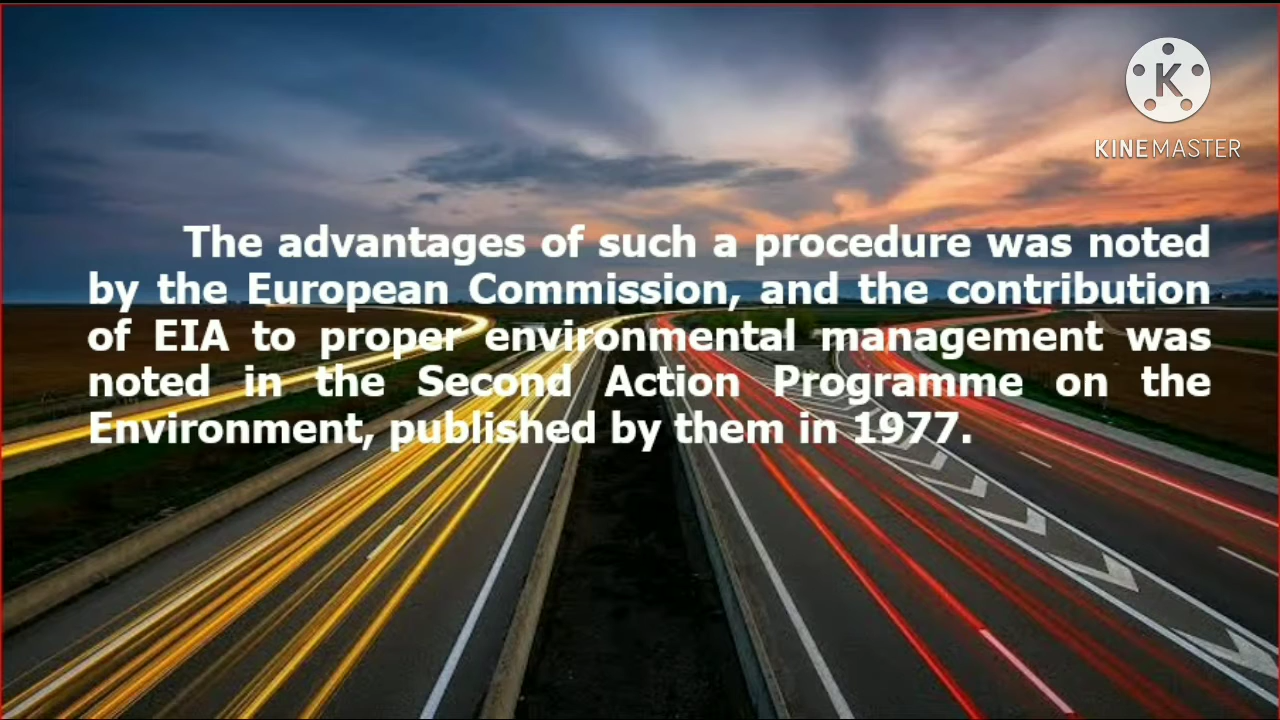 K
KINEMASTER
The advantages of such a procedure was noted
by the European Commission, and the contribution
of EIA to proper environmental management was
noted in the Second Action Programme on the
Environment, published by them in 1977.